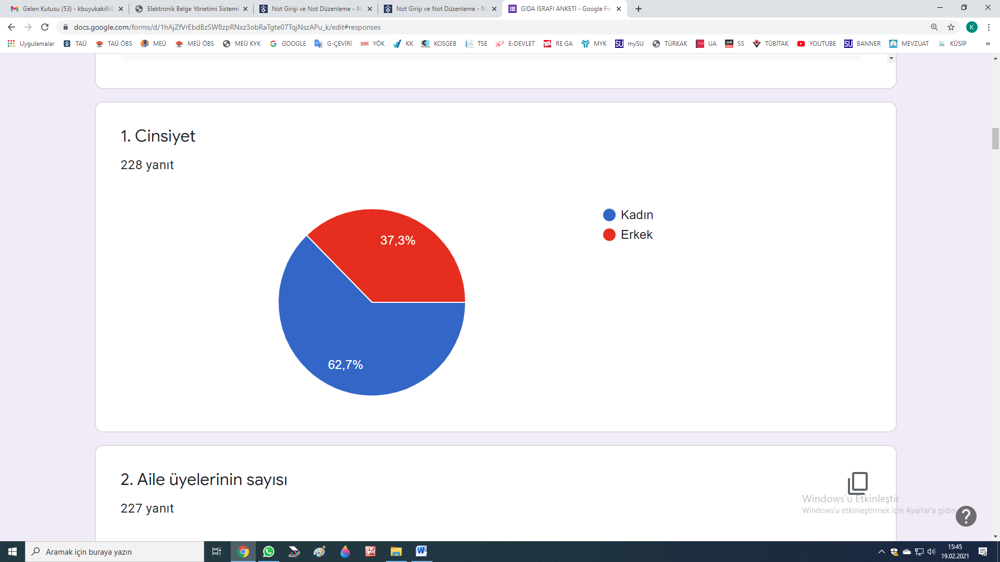 Gelen Kutusu (53) - kbuyukakilli@
Elektronik Belge Yönetimi Sistemi
Not Girişi ve Not Düzenleme - N
Not Girişi ve Not Düzenleme - N
GIDA İSRAFI ANKETİ - Google Fo
docs.google.com/forms/d/1hAjZfVrEbdBzSW8zpRNxz3obRaTgte07TqjNszAPu_k/edit#responses
K
Uygulamalar TAÜ TAÜ ÖBS MEÜ MEÜ ÖBS MEÜ KYK GOOGLE G-ÇEVİRİ YÖK KK KOSGEB TSE E-DEVLET RE GA MYK mySU TÜRKAK UA SS TÜBİTAK YOUTUBE BANNER MEVZUAT KÜSİP »
1. Cinsiyet
228 yanıt
37,3%
62,7%
Kadın
Erkek
2. Aile üyelerinin sayısı
227 yanıt
Windows'u Etkinleştir
Windows'u etkinleştirmek için Ayarlar'a gidin.
Aramak için buraya yazın
15:45
19.02.2021